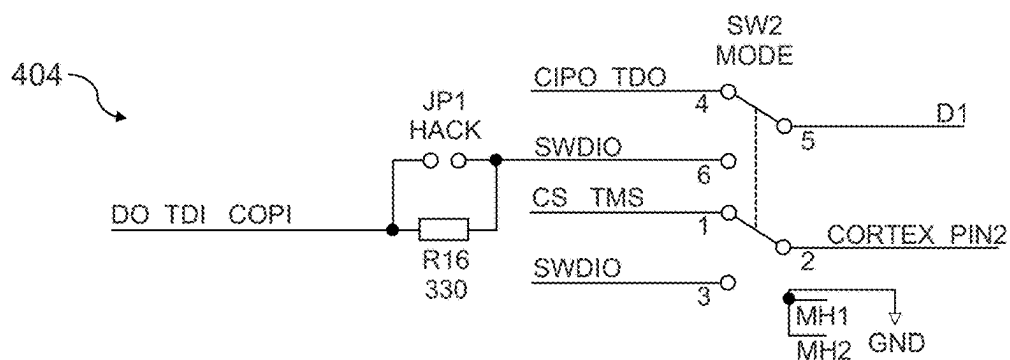 404
SW2
MODE
CIPO TDO
4
JP1
HACK
5
D1
SWDIO
6
CS TMS
1
DO TDI COPI
R16
330
2
CORTEX PIN2
SWDIO
3
MH1
MH2
GND